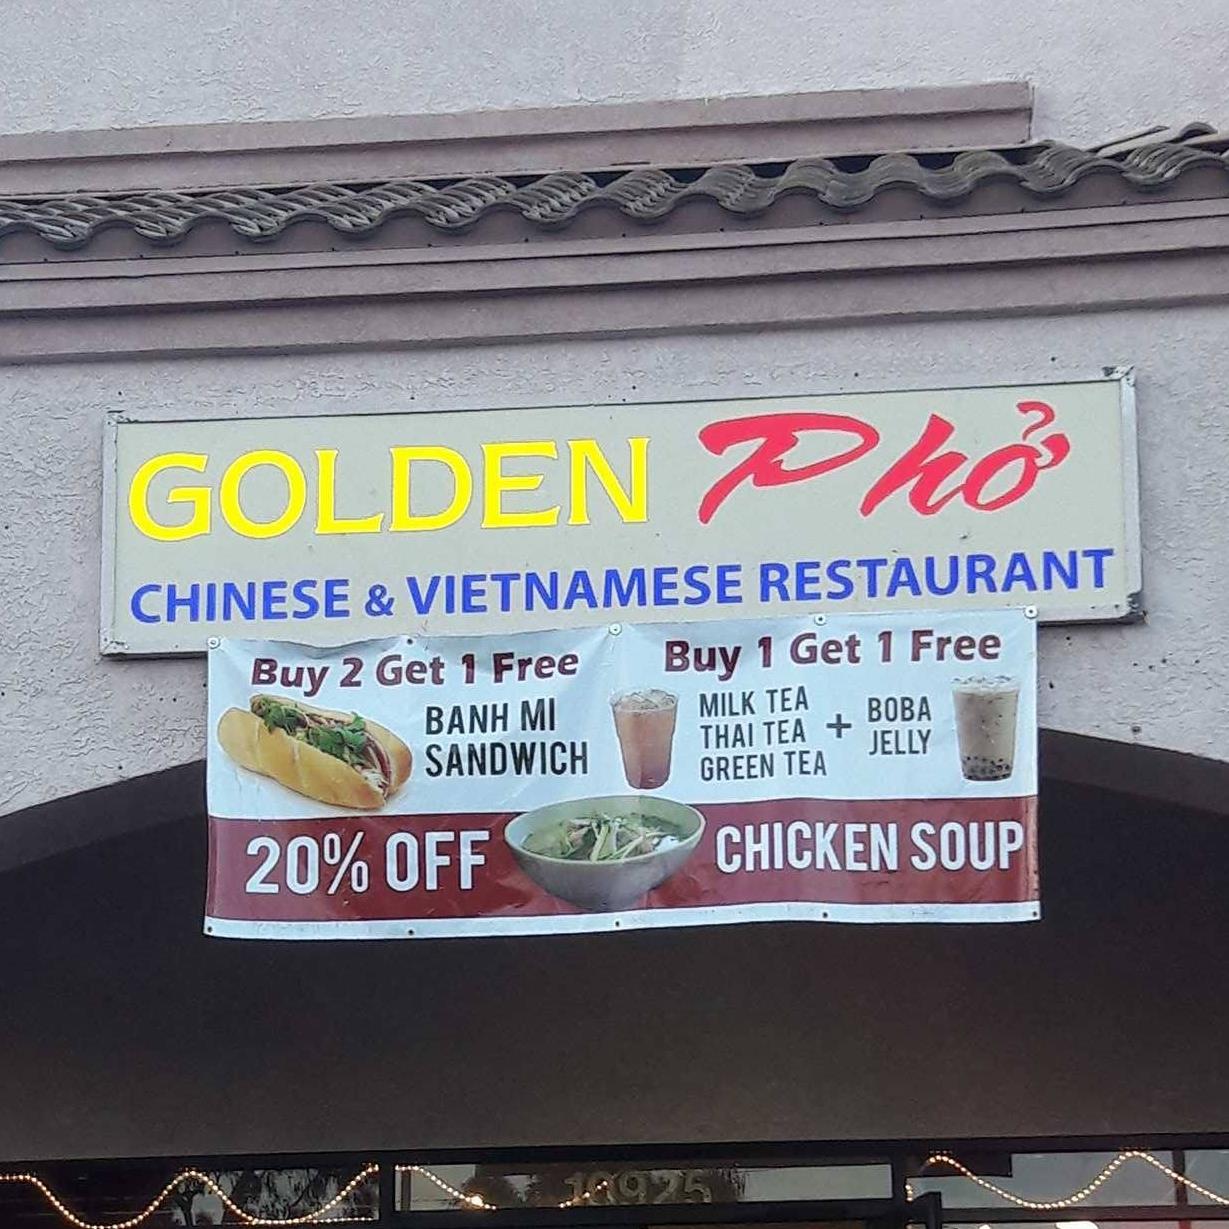 GOLDEN Phở
CHINESE & VIETNAMESE RESTAURANT
Buy 2 Get 1 Free
BANH MI
SANDWICH
Buy 1 Get 1 Free
MILK TEA
THAI TEA
GREEN TEA
+
BOBA
JELLY
20% OFF
CHICKEN SOUP
10925